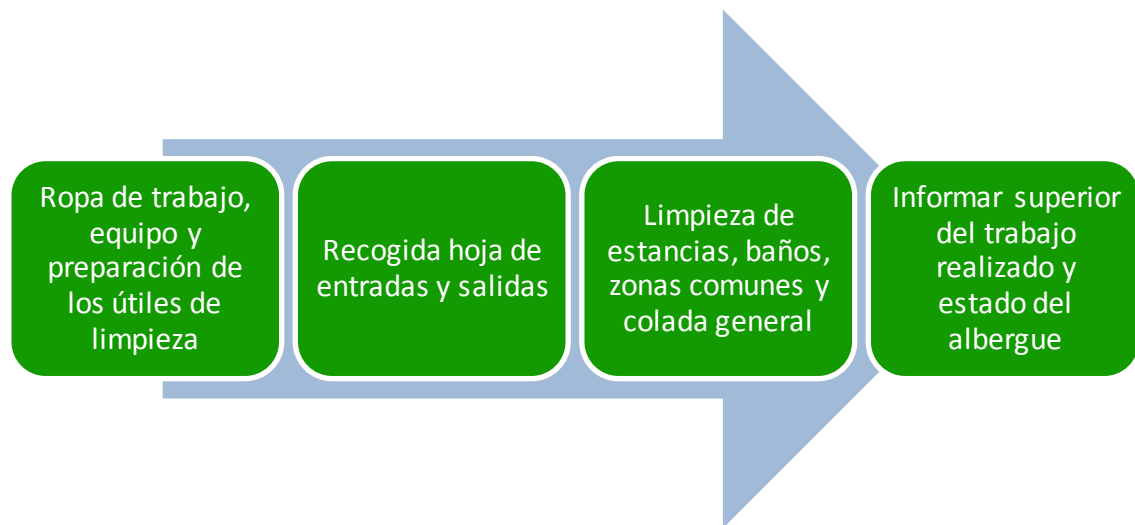 Ropa de trabajo,
equipo y
preparación de
los útiles de
limpieza
Recogida hoja de
entradas y salidas
Limpieza de
estancias, baños,
zonas comunes y
colada general
Informar superior
del trabajo
realizado y
estado del
albergue